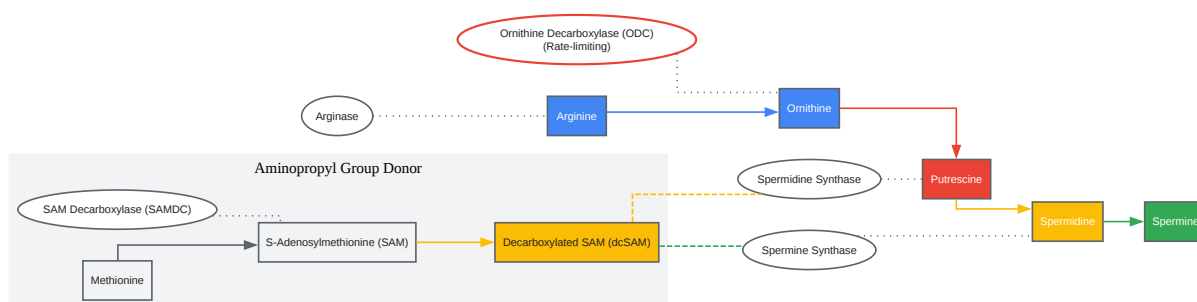 Ornithine Decarboxylase (ODC)
(Rate-limiting)
Arginase
Arginine
Ornithine
Aminopropyl Group Donor
Spermidine Synthase
Putrescine
SAM Decarboxylase (SAMDC)
S-Adenosylmethionine (SAM)
Decarboxylated SAM (dcSAM)
Spermine Synthase
Spermidine
Spermine
Methionine